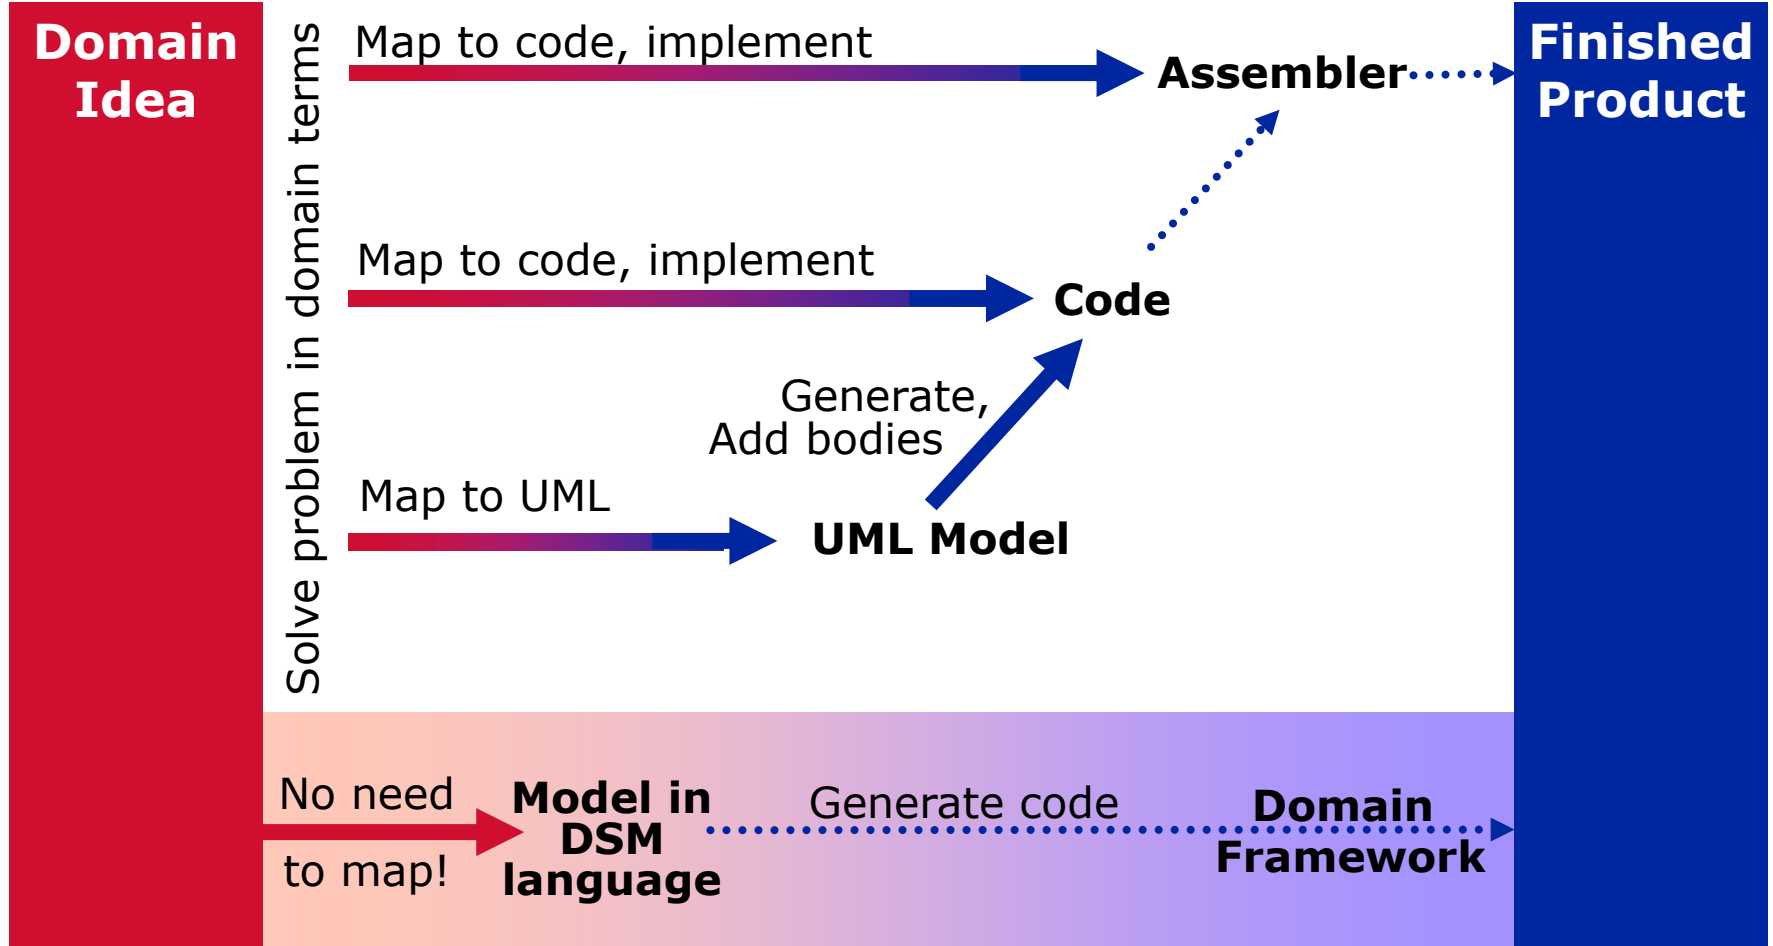 Domain
Idea
Solve problem in domain terms
Map to code, implement
Assembler
Finished
Product
Map to code, implement
Code
Generate,
Add bodies
Map to UML
UML Model
No need
to map!
Model in
DSM
language
Generate code
Domain
Framework